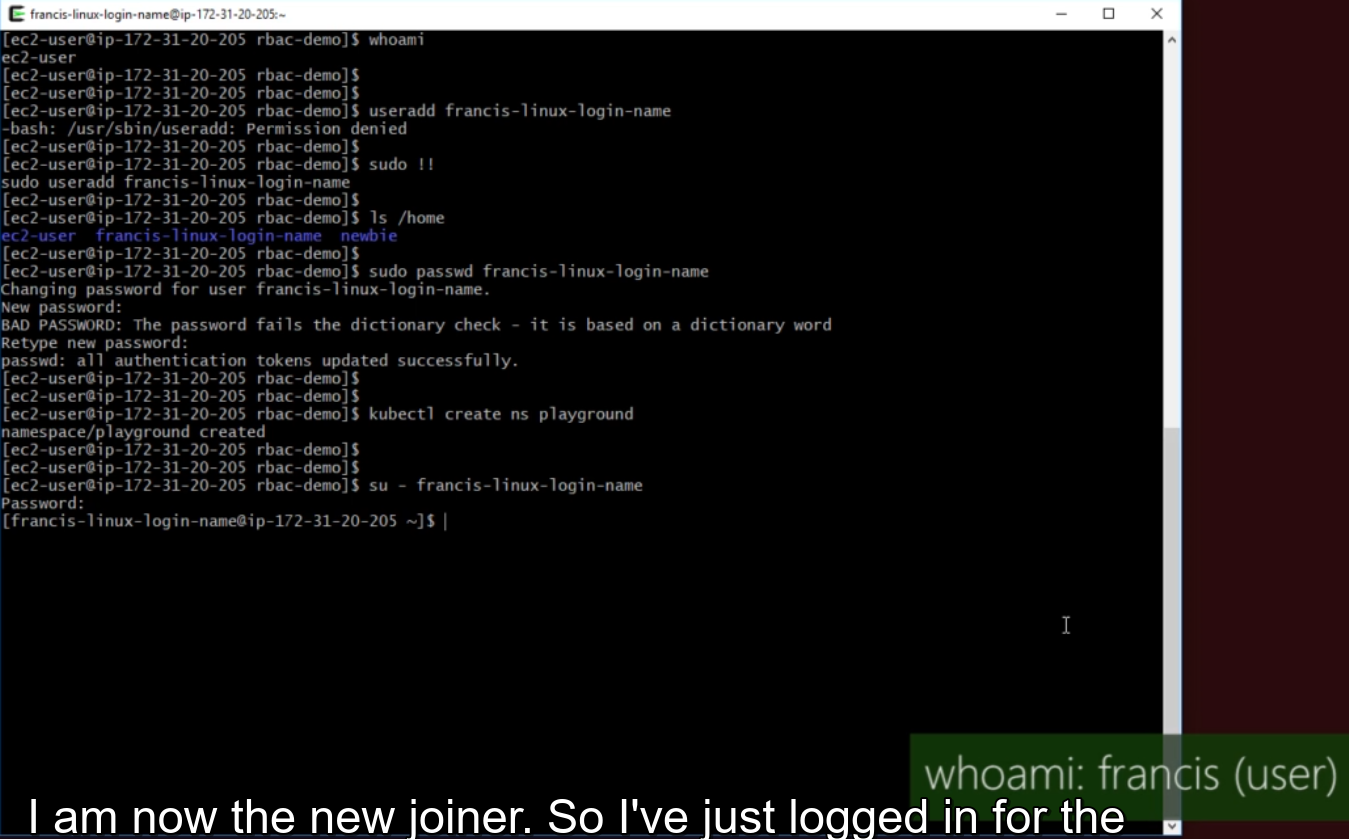 francis-linux-login-name@ip-172-31-20-205:~
[ec2-user@ip-172-31-20-205 rbac-demo]$ whoami
ec2-user
[ec2-user@ip-172-31-20-205 rbac-demo]$
[ec2-user@ip-172-31-20-205 rbac-demo]$
[ec2-user@ip-172-31-20-205 rbac-demo]$ useradd francis-linux-login-name
-bash: /usr/sbin/useradd: Permission denied
[ec2-user@ip-172-31-20-205 rbac-demo]$
[ec2-user@ip-172-31-20-205 rbac-demo]$ sudo !!
sudo useradd francis-linux-login-name
[ec2-user@ip-172-31-20-205 rbac-demo]$
[ec2-user@ip-172-31-20-205 rbac-demo]$ ls /home
ec2-user  francis-linux-login-name  newbie
[ec2-user@ip-172-31-20-205 rbac-demo]$
[ec2-user@ip-172-31-20-205 rbac-demo]$ sudo passwd francis-linux-login-name
Changing password for user francis-linux-login-name.
New password:
BAD PASSWORD: The password fails the dictionary check - it is based on a dictionary word
Retype new password:
passwd: all authentication tokens updated successfully.
[ec2-user@ip-172-31-20-205 rbac-demo]$
[ec2-user@ip-172-31-20-205 rbac-demo]$
[ec2-user@ip-172-31-20-205 rbac-demo]$ kubectl create ns playground
namespace/playground created
[ec2-user@ip-172-31-20-205 rbac-demo]$
[ec2-user@ip-172-31-20-205 rbac-demo]$
[ec2-user@ip-172-31-20-205 rbac-demo]$ su - francis-linux-login-name
Password:
[francis-linux-login-name@ip-172-31-20-205 ~]$
whoami: francis (user)
I am now the new joiner. So I've just logged in for the